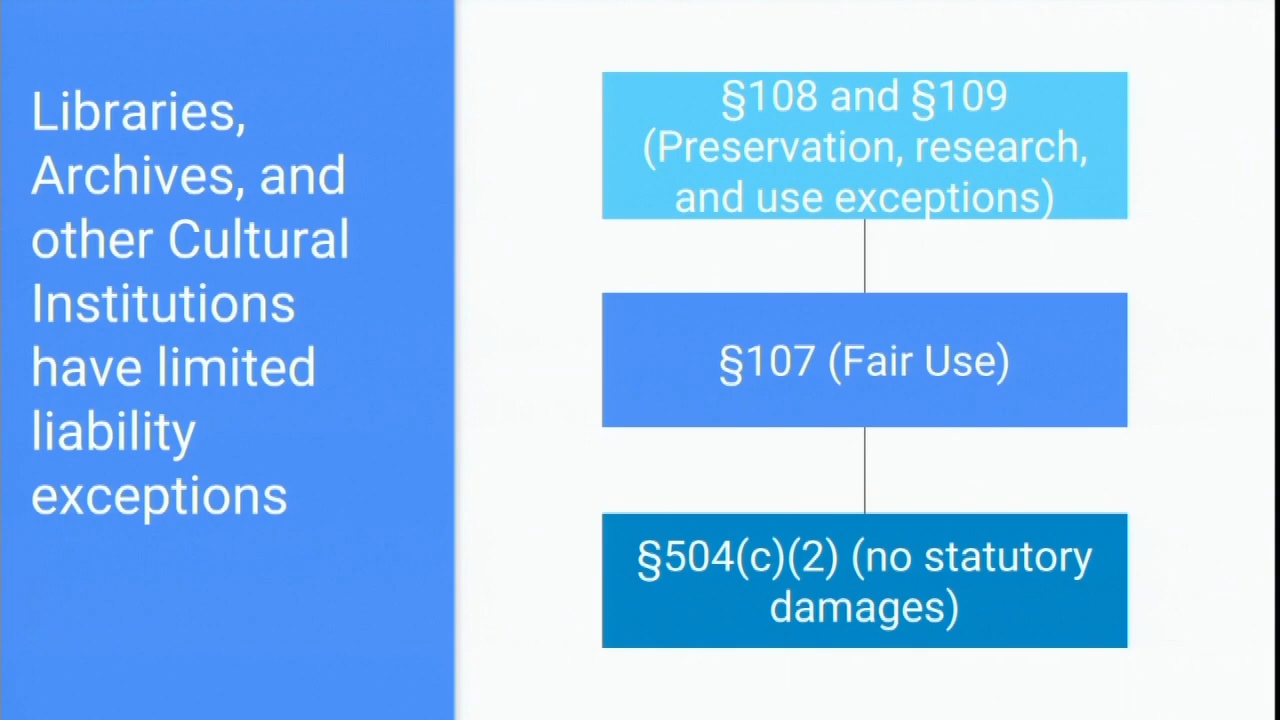 Libraries,
Archives, and
other Cultural
Institutions
have limited
liability
exceptions
§108 and §109
(Preservation, research,
and use exceptions)
§107 (Fair Use)
§504(c)(2) (no statutory
damages)